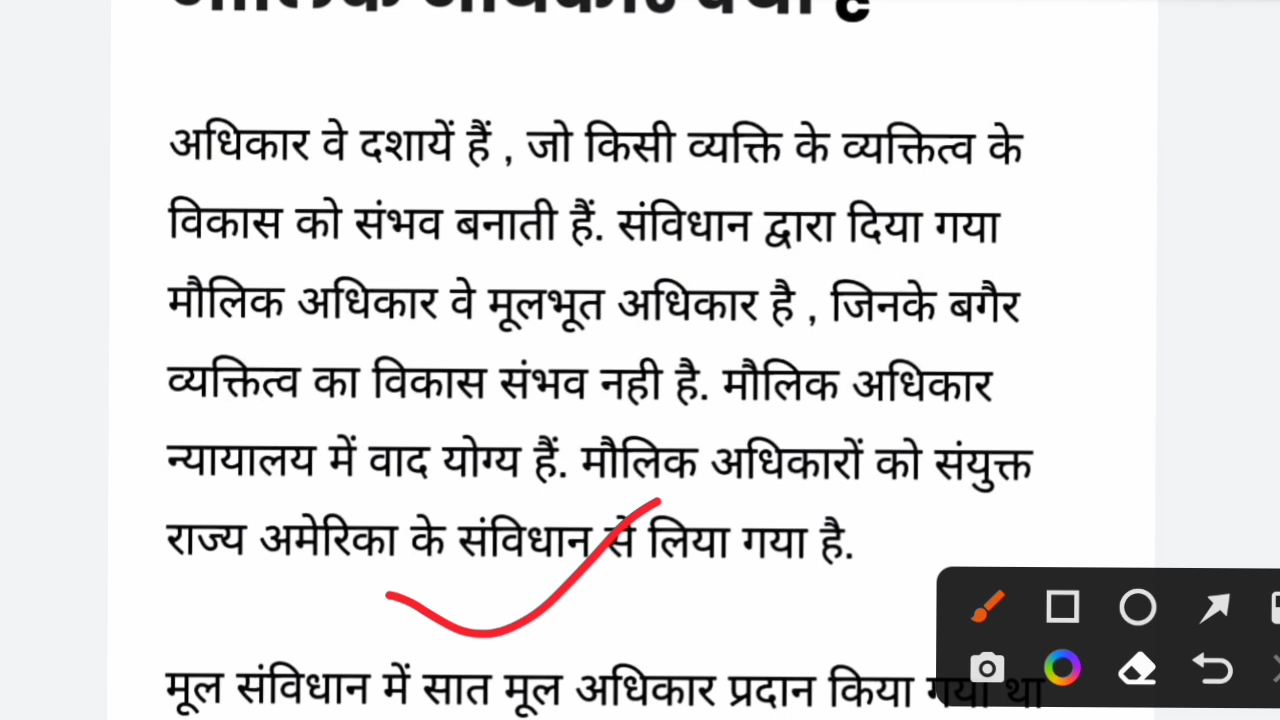 अधिकार वे दशायें हैं , जो किसी व्यक्ति के व्यक्तित्व के
विकास को संभव बनाती हैं. संविधान द्वारा दिया गया
मौलिक अधिकार वे मूलभूत अधिकार है , जिनके बगैर
व्यक्तित्व का विकास संभव नही है. मौलिक अधिकार
न्यायालय में वाद योग्य हैं. मौलिक अधिकारों को संयुक्त
राज्य अमेरिका के संविधान से लिया गया है.
मूल संविधान में सात मूल अधिकार प्रदान किया गया था